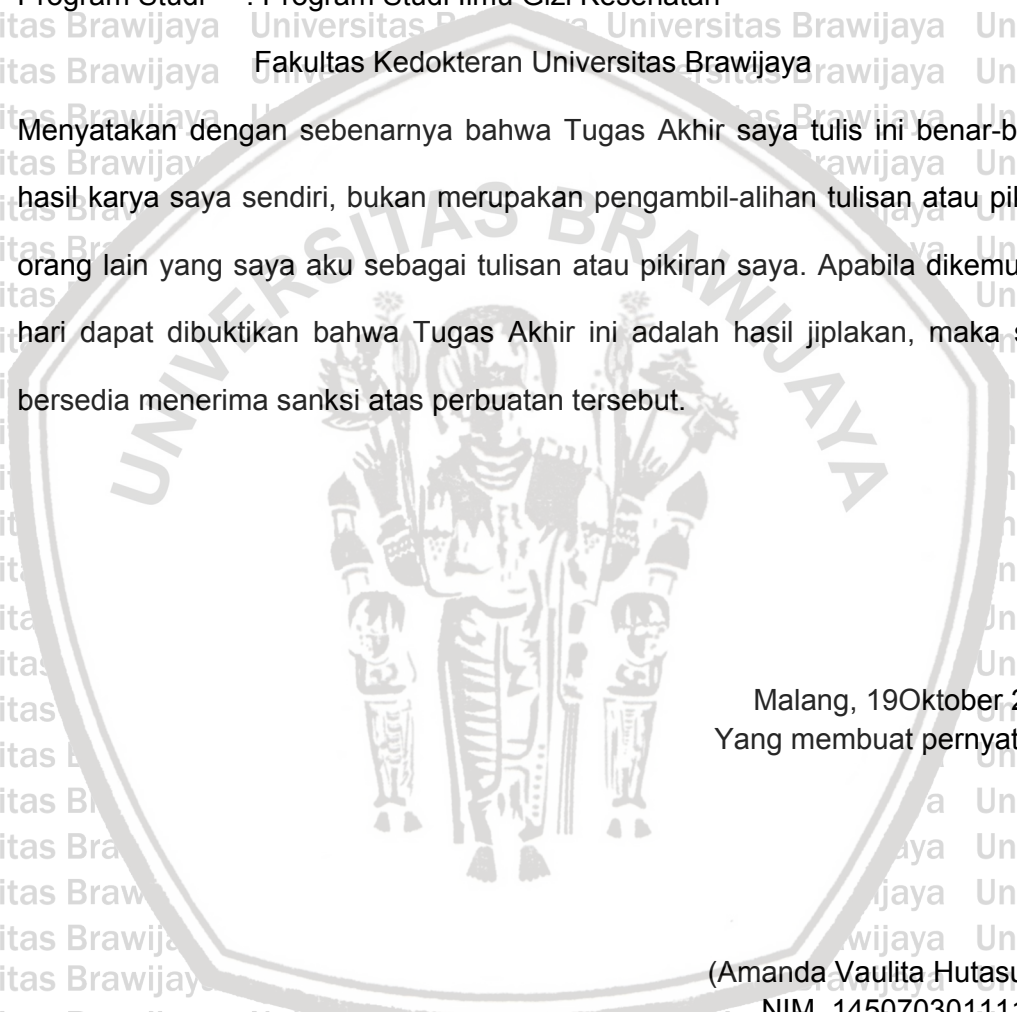 Program Studi : Program Studi Ilmu Gizi Kesehatan
Fakultas Kedokteran Universitas Brawijaya
Menyatakan dengan sebenarnya bahwa Tugas Akhir saya tulis ini benar-b
hasil karya saya sendiri, bukan merupakan pengambil-alihan tulisan atau
orang lain yang saya aku sebagai tulisan atau pikiran saya. Apabila dikemu
hari dapat dibuktikan bahwa Tugas Akhir ini adalah hasil jiplakan, maka s
bersedia menerima sanksi atas perbuatan tersebut.
UNIVERSITAS BRAWIJAYA
Malang, 19Oktober 2
Yang membuat pernyat
(Amanda Vaulita Hutasu